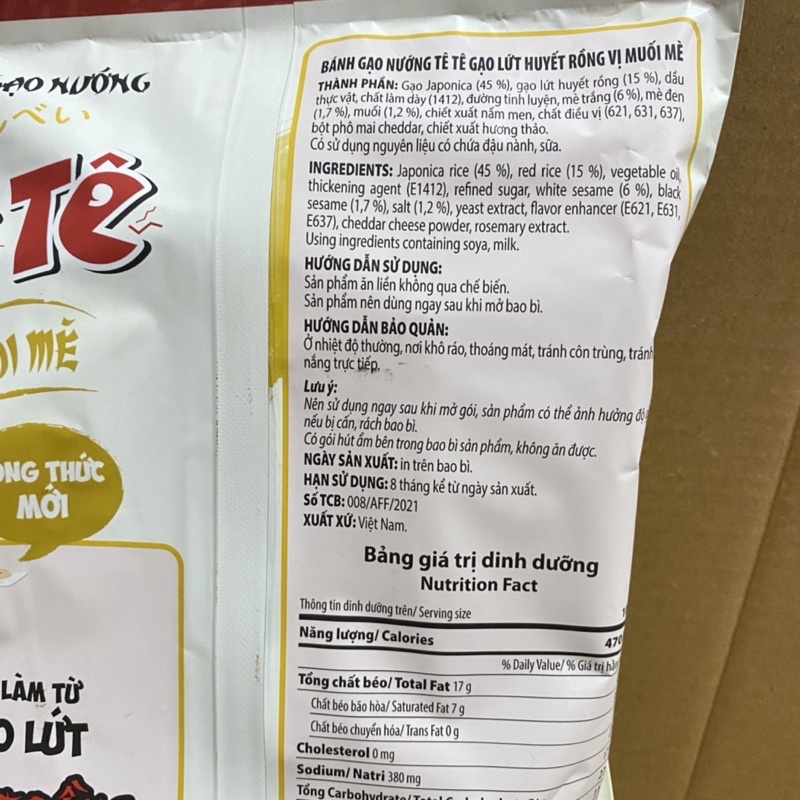 GẠO NƯỚNG
べい
TÊ
MÈ
THỨC
MỚI
LÀM TỪ
LỨT
BÁNH GẠO NƯỚNG TÊ TÊ GẠO LỨT HUYẾT RỒNG VỊ MUỐI MÈ
THÀNH PHẦN: Gạo Japonica (45 %), gạo lứt huyết rồng (15 %), dầu
thực vật, chất làm dày (1412), đường tinh luyện, mè trắng (6 %), mè đen
(1,7 %), muối (1,2 %), chiết xuất nấm men, chất điều vị (621, 631, 637),
bột phô mai cheddar, chiết xuất hương thảo.
Có sử dụng nguyên liệu có chứa đậu nành, sữa.
INGREDIENTS: Japonica rice (45 %), red rice (15 %), vegetable oil,
thickening agent (E1412), refined sugar, white sesame (6 %), black
sesame (1,7 %), salt (1,2 %), yeast extract, flavor enhancer (E621, E631,
E637), cheddar cheese powder, rosemary extract.
Using ingredients containing soya, milk.
HƯỚNG DẪN SỬ DỤNG:
Sản phẩm ăn liền không qua chế biến.
Sản phẩm nên dùng ngay sau khi mở bao bì.
HƯỚNG DẪN BẢO QUẢN:
Ở nhiệt độ thường, nơi khô ráo, thoáng mát, tránh côn trùng, tránh
nắng trực tiếp.
Lưu ý:
Nên sử dụng ngay sau khi mở gói, sản phẩm có thể ảnh hưởng
nếu bị cấn, rách bao bì.
Có gói hút ẩm bên trong bao bì sản phẩm, không ăn được.
NGÀY SẢN XUẤT: in trên bao bì.
HẠN SỬ DỤNG: 8 tháng kể từ ngày sản xuất.
Số TCB: 008/AFF/2021
XUẤT XỨ: Việt Nam.
Bảng giá trị dinh dưỡng
Nutrition Fact
Thông tin dinh dưỡng trên/ Serving size
Năng lượng/ Calories 470
% Daily Value/ % Giá trị
Tổng chất béo/ Total Fat 17 g
Chất béo bão hòa/ Saturated Fat 7 g
Chất béo chuyển hóa/ Trans Fat 0 g
Cholesterol 0 mg
Sodium/ Natri 380 mg
Tổng Carbohydrate/